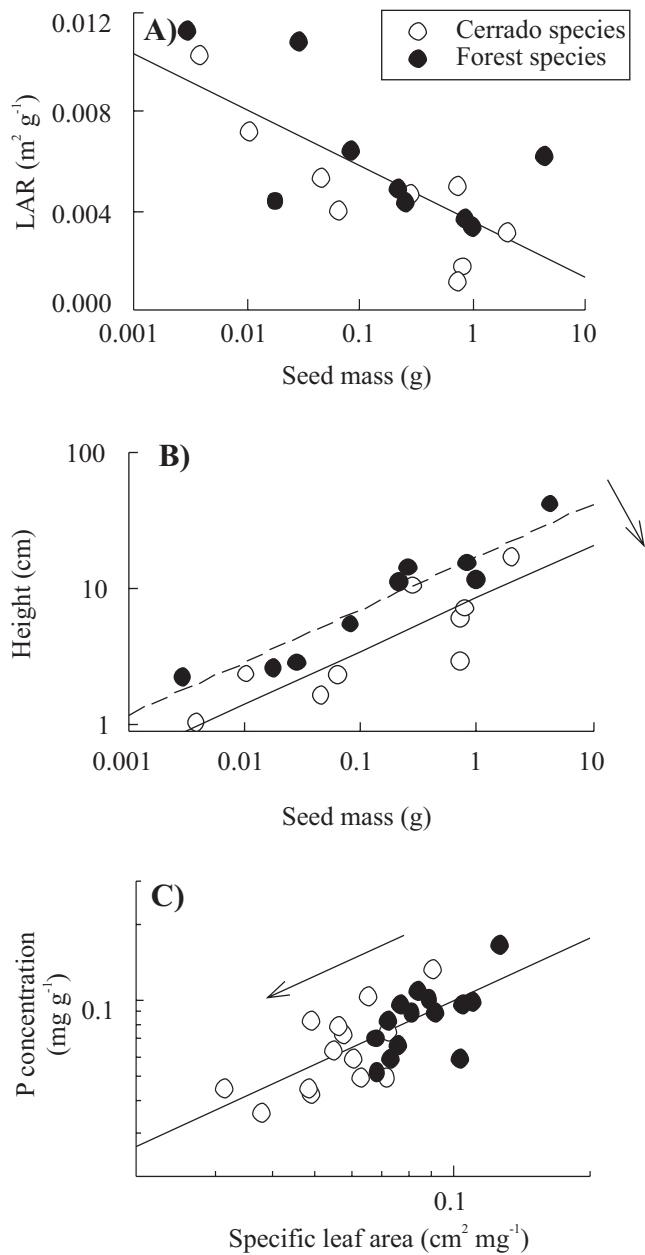 A)
Cerrado species
Forest species
LAR (m² g⁻¹)
0.012
0.008
0.004
0.000
0.001 0.01 0.1 1 10
Seed mass (g)
B)
Height (cm)
100
10
1
0.001 0.01 0.1 1 10
Seed mass (g)
C)
P concentration
(mg g⁻¹)
0.1
0.1
Specific leaf area (cm² mg⁻¹)